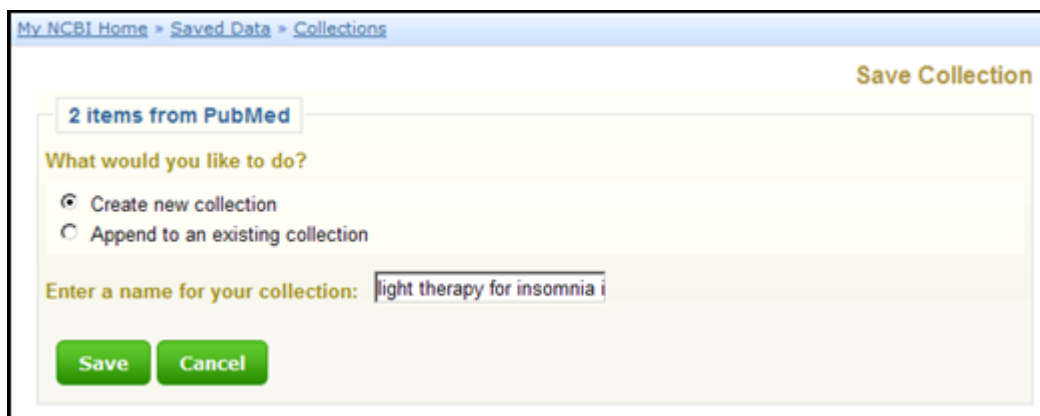 My NCBI Home » Saved Data » Collections
Save Collection
2 items from PubMed
What would you like to do?
Create new collection
Append to an existing collection
Enter a name for your collection: light therapy for insomnia i
Save Cancel